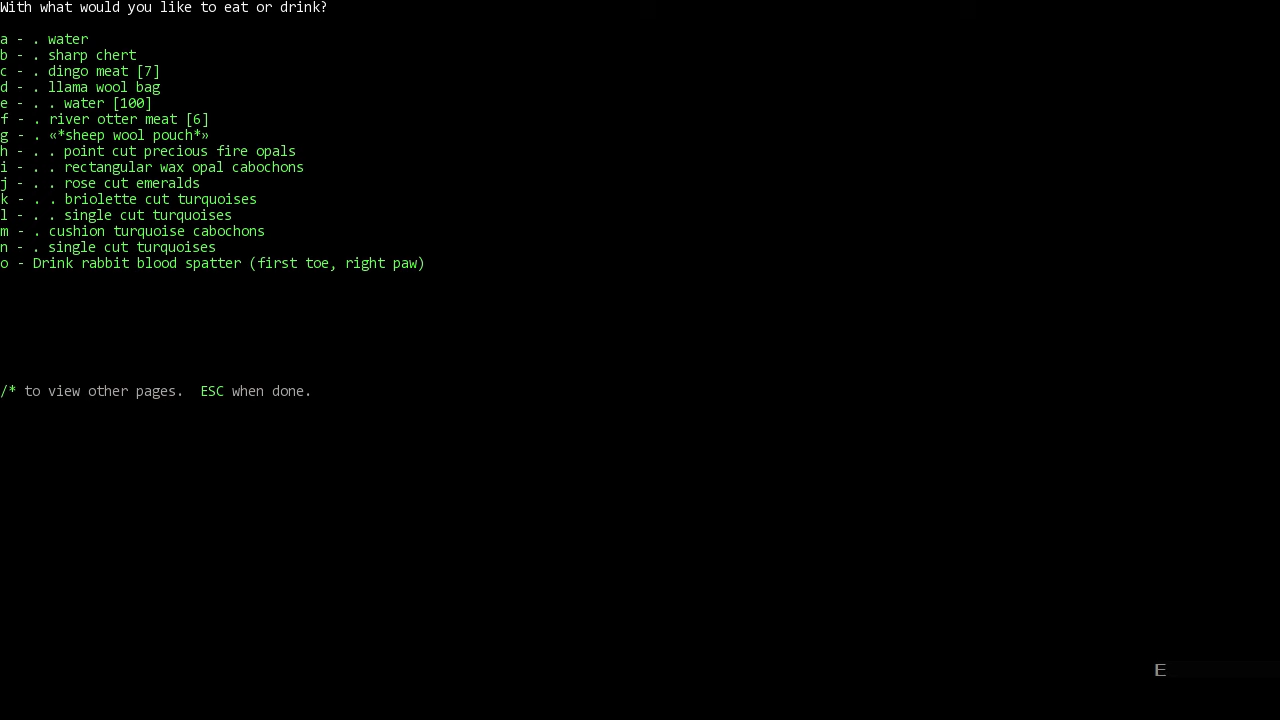 With what would you like to eat or drink?
a - . water
b - . sharp chert
c - . dingo meat [7]
d - . llama wool bag
e - . . water [100]
f - . river otter meat [6]
g - . «*sheep wool pouch*»
h - . . point cut precious fire opals
i - . . rectangular wax opal cabochons
j - . . rose cut emeralds
k - . . briolette cut turquoises
l - . . single cut turquoises
m - . cushion turquoise cabochons
n - . single cut turquoises
o - Drink rabbit blood spatter (first toe, right paw)
/* to view other pages.  ESC when done.
E